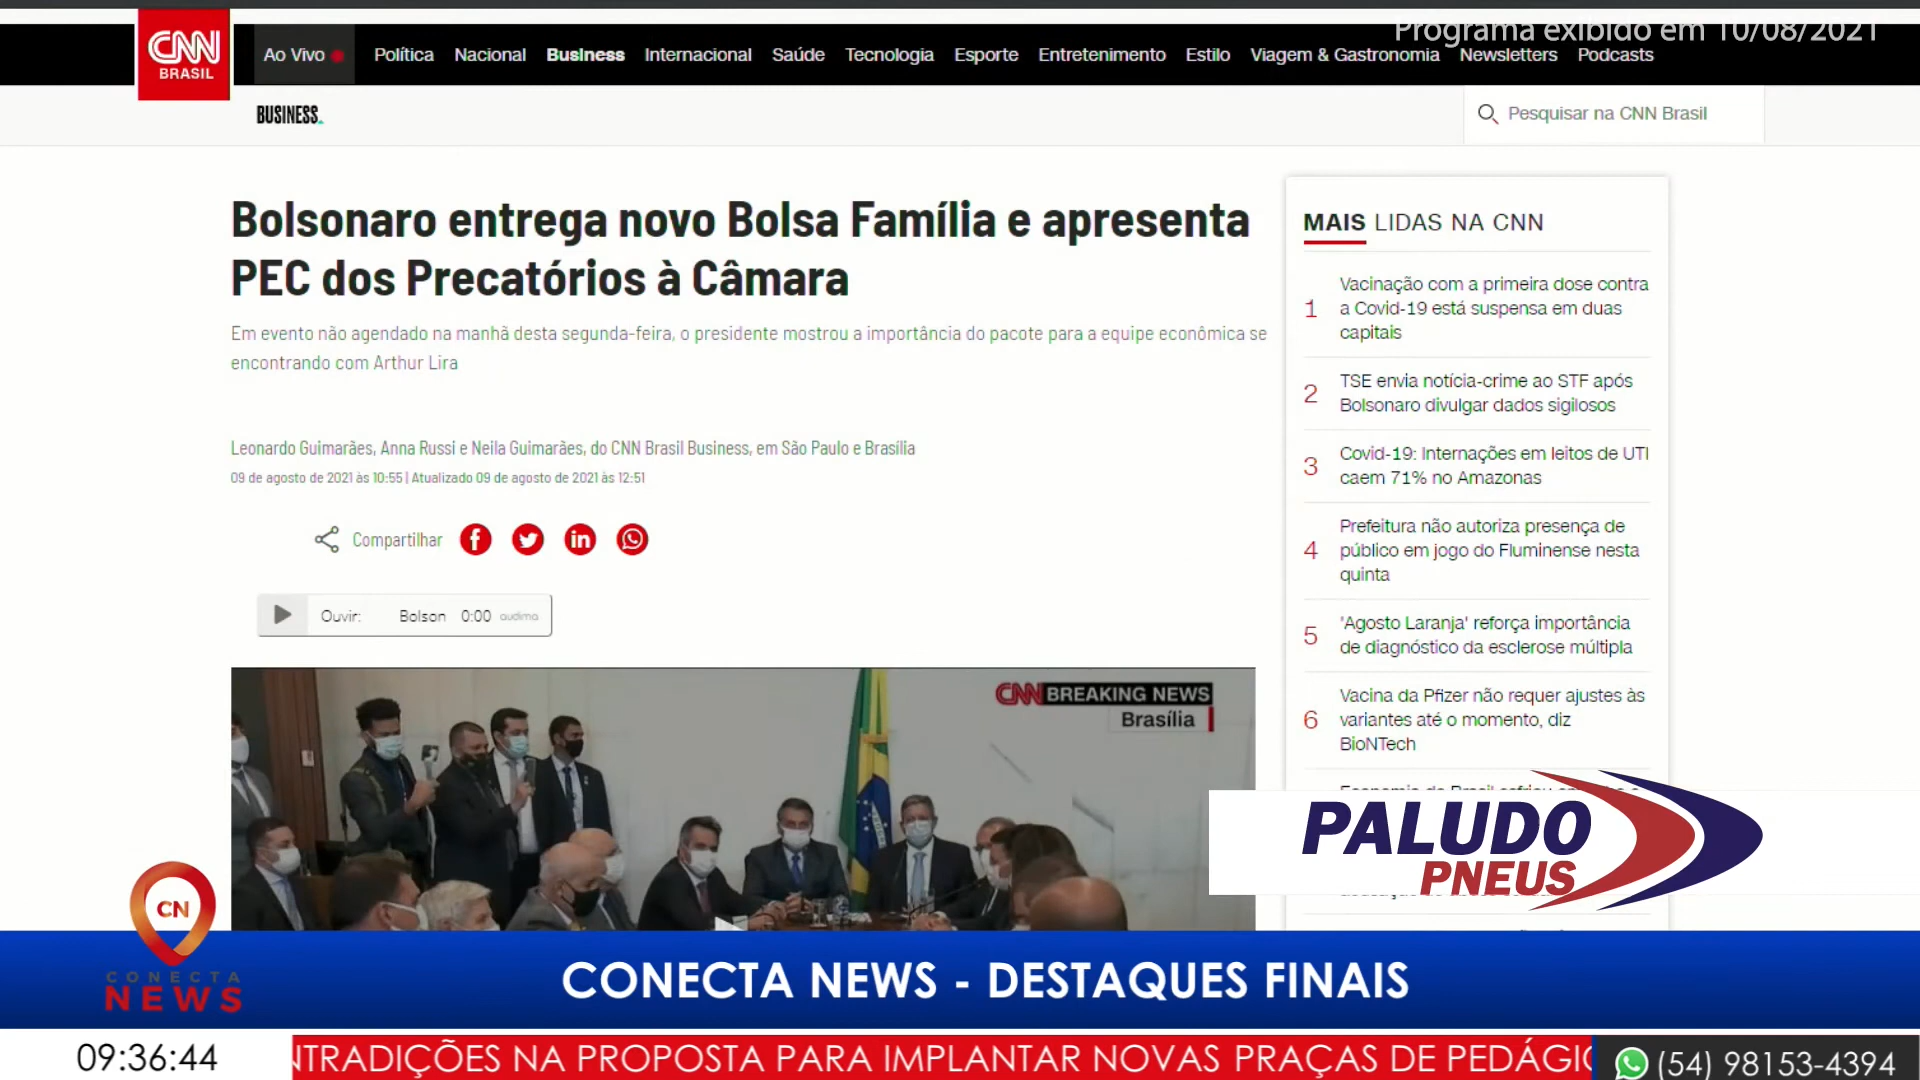 Programa exibido em 10/08/2021
CNN
BRASIL
Ao Vivo
Política
Nacional
Business
Internacional
Saúde
Tecnologia
Esporte
Entretenimento
Estilo
Viagem & Gastronomia
Newsletters
Podcasts
BUSINESS_
Pesquisar na CNN Brasil
Bolsonaro entrega novo Bolsa Família e apresenta
PEC dos Precatórios à Câmara
Em evento não agendado na manhã desta segunda-feira, o presidente mostrou a importância do pacote para a equipe econômica se
encontrando com Arthur Lira
Leonardo Guimarães, Anna Russi e Neila Guimarães, do CNN Brasil Business, em São Paulo e Brasília
09 de agosto de 2021 às 10:55 | Atualizado 09 de agosto de 2021 às 12:51
Compartilhar
Ouvir: Bolson 0:00 audima
CNN BREAKING NEWS
Brasília
MAIS LIDAS NA CNN
1 Vacinação com a primeira dose contra
a Covid-19 está suspensa em duas
capitais
2 TSE envia notícia-crime ao STF após
Bolsonaro divulgar dados sigilosos
3 Covid-19: Internações em leitos de UTI
caem 71% no Amazonas
4 Prefeitura não autoriza presença de
público em jogo do Fluminense nesta
quinta
5 'Agosto Laranja' reforça importância
de diagnóstico da esclerose múltipla
6 Vacina da Pfizer não requer ajustes às
variantes até o momento, diz
BioNTech
PALUDO
PNEUS
CN
CONECTA
NEWS
CONECTA NEWS - DESTAQUES FINAIS
09:36:44
NTRADIÇÕES NA PROPOSTA PARA IMPLANTAR NOVAS PRAÇAS DE PEDÁGIO
(54) 98153-4394